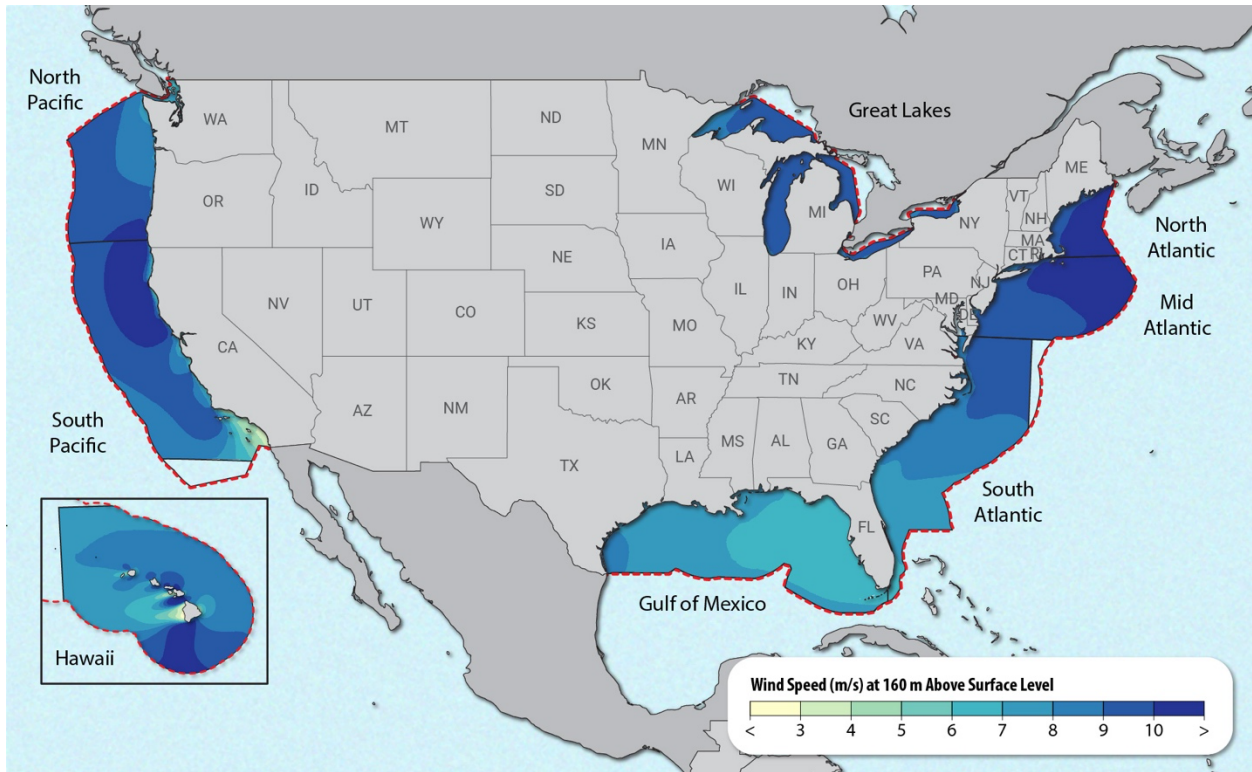 North
Pacific
Great Lakes
WA
MT
ND
MN
ME
OR
ID
SD
WI
MI
VT
NH
NY
WY
MA
CT
RI
North
Atlantic
IA
NE
PA
NJ
NV
UT
CO
IL
IN
OH
MD
DE
Mid
Atlantic
CA
KS
MO
WV
VA
KY
AZ
NM
OK
AR
TN
NC
SC
South
Pacific
TX
LA
MS
AL
GA
South
Atlantic
FL
Gulf of Mexico
Hawaii
Wind Speed (m/s) at 160 m Above Surface Level
< 3 4 5 6 7 8 9 10 >